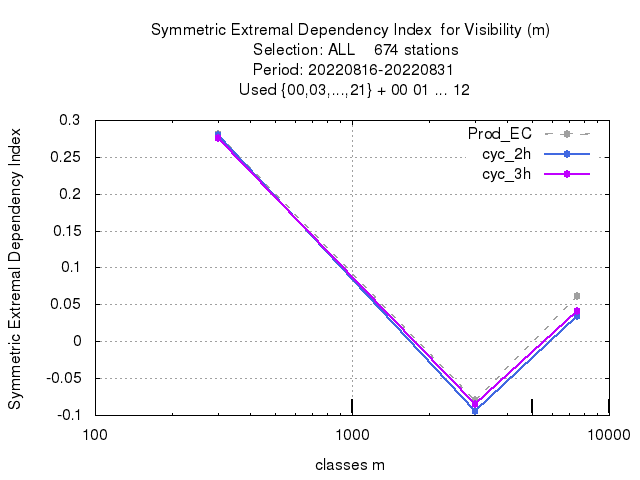 Symmetric Extremal Dependency Index  for Visibility (m)
Selection: ALL    674 stations
Period: 20220816-20220831
Used {00,03,...,21} + 00 01 ... 12
Symmetric Extremal Dependency Index
0.3
0.25
0.2
0.15
0.1
0.05
0
-0.05
-0.1
Prod_EC
cyc_2h
cyc_3h
100
1000
10000
classes m